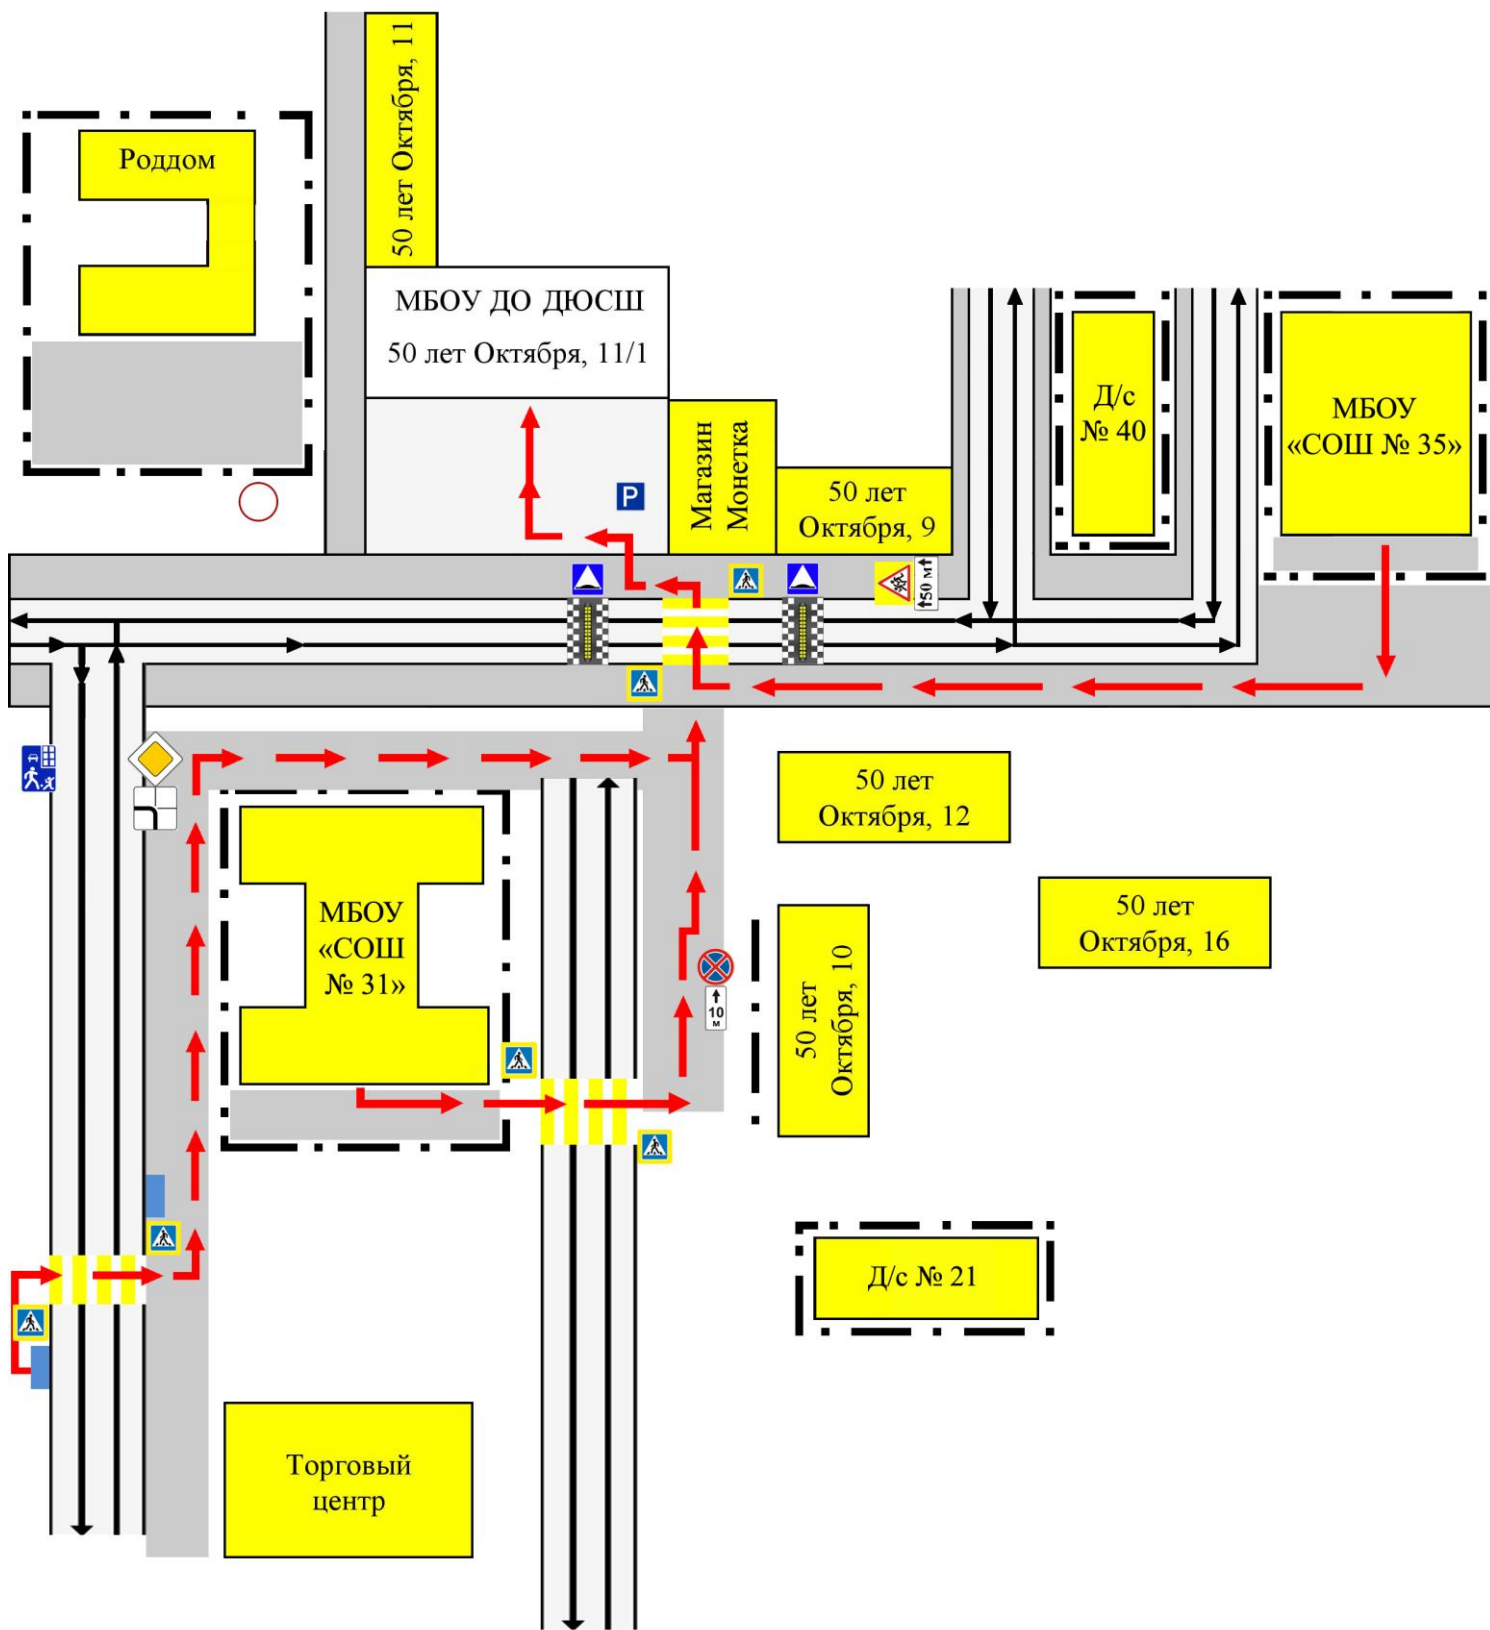 50 лет Октября, 11
Роддом
МБОУ ДО ДЮСШ
50 лет Октября, 11/1
Магазин
Монетка
P
50 лет
Октября, 9
50 м
Д/с
№ 40
МБОУ
«СОШ № 35»
МБОУ
«СОШ
№ 31»
50 лет
Октября, 12
50 лет
Октября, 16
50 лет
Октября, 10
10
м
Д/с № 21
Торговый
центр